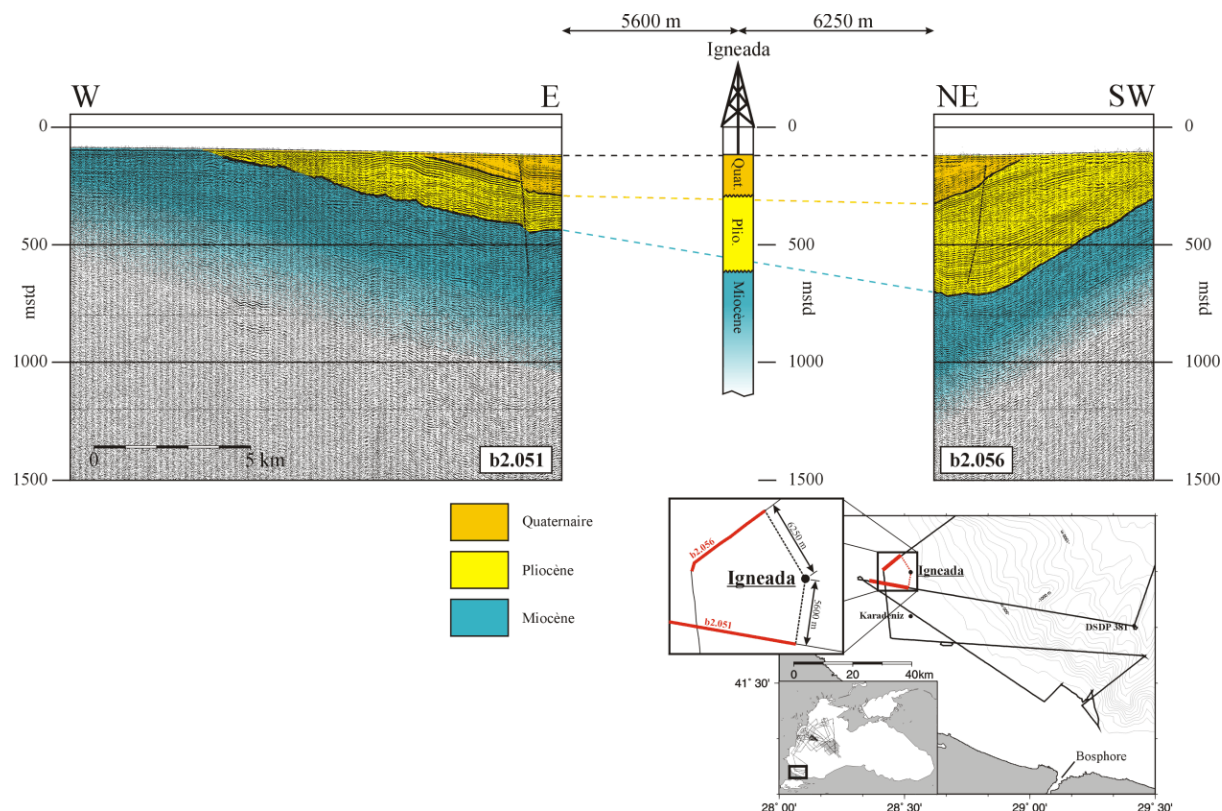 5600 m
6250 m
Igneada
W
E
NE
SW
0
0
0
Quat.
Plio.
Miocène
500
500
500
mstd
mstd
mstd
1000
1000
1000
0
5 km
b2.051
b2.056
1500
1500
1500
Quaternaire
Pliocène
Miocène
b2.056
6250 m
Igneada
5600 m
b2.051
Igneada
Karadeniz
DSDP 381
0
20
40km
41˚ 30'
Bosphore
28˚ 00'
28˚ 30'
29˚ 00'
29˚ 30'